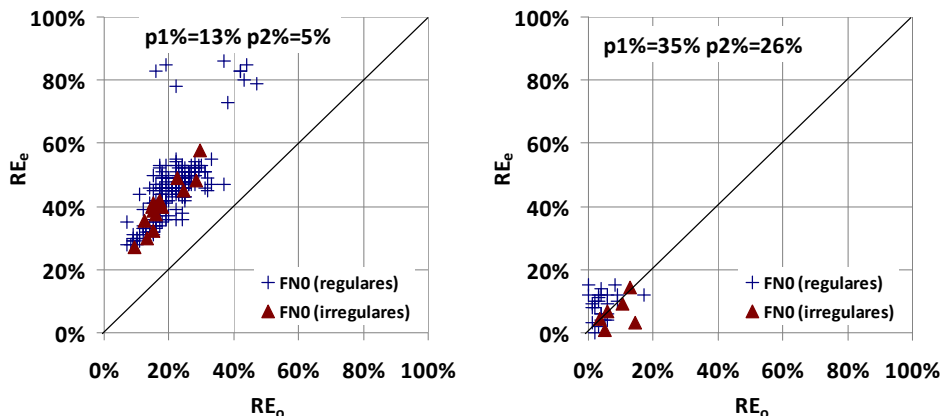 p1%=13% p2%=5%
100%
80%
60%
40%
20%
0%
REe
FN0 (regulares)
FN0 (irregulares)
0% 20% 40% 60% 80% 100%
REo
p1%=35% p2%=26%
100%
80%
60%
40%
20%
0%
REe
FN0 (regulares)
FN0 (irregulares)
0% 20% 40% 60% 80% 100%
REo